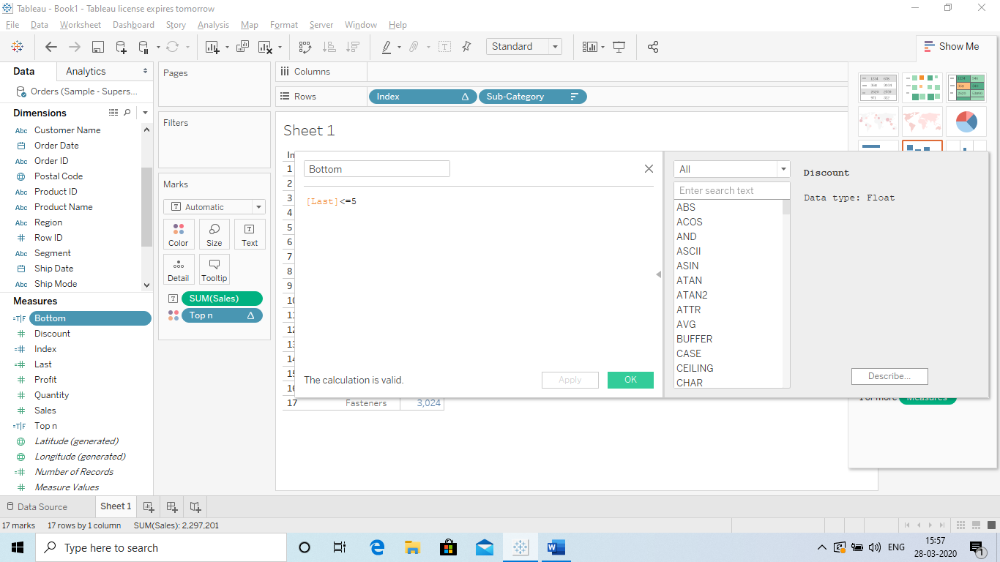 Tableau - Book1 - Tableau license expires tomorrow
File Data Worksheet Dashboard Story Analysis Map Format Server Window Help
Standard
Show Me
Data Analytics
Orders (Sample - Supers...
Dimensions
Abc Customer Name
Order Date
Abc Order ID
Postal Code
Abc Product ID
Abc Product Name
Abc Region
# Row ID
Abc Segment
Ship Date
Abc Ship Mode
Measures
=T|F Bottom
# Discount
=# Index
=# Last
# Profit
# Quantity
# Sales
=T|F Top n
Latitude (generated)
Longitude (generated)
=# Number of Records
# Measure Values
Pages
Filters
Marks
T Automatic
Color Size Text
Detail Tooltip
T SUM(Sales)
Top n Δ
Columns
Rows Index Δ Sub-Category
Sheet 1
In
1
2
3
4
5
6
7
8
9
10
11
12
13
14
15
16
17 Fasteners 3,024
Bottom
[Last]<=5
The calculation is valid.
Apply OK
All
Enter search text
ABS
ACOS
AND
ASCII
ASIN
ATAN
ATAN2
ATTR
AVG
BUFFER
CASE
CEILING
CHAR
Discount
Data type: Float
Describe...
1 or more Measures
Data Source Sheet 1
17 marks 17 rows by 1 column SUM(Sales): 2,297,201
Type here to search
ENG
15:57
28-03-2020
1